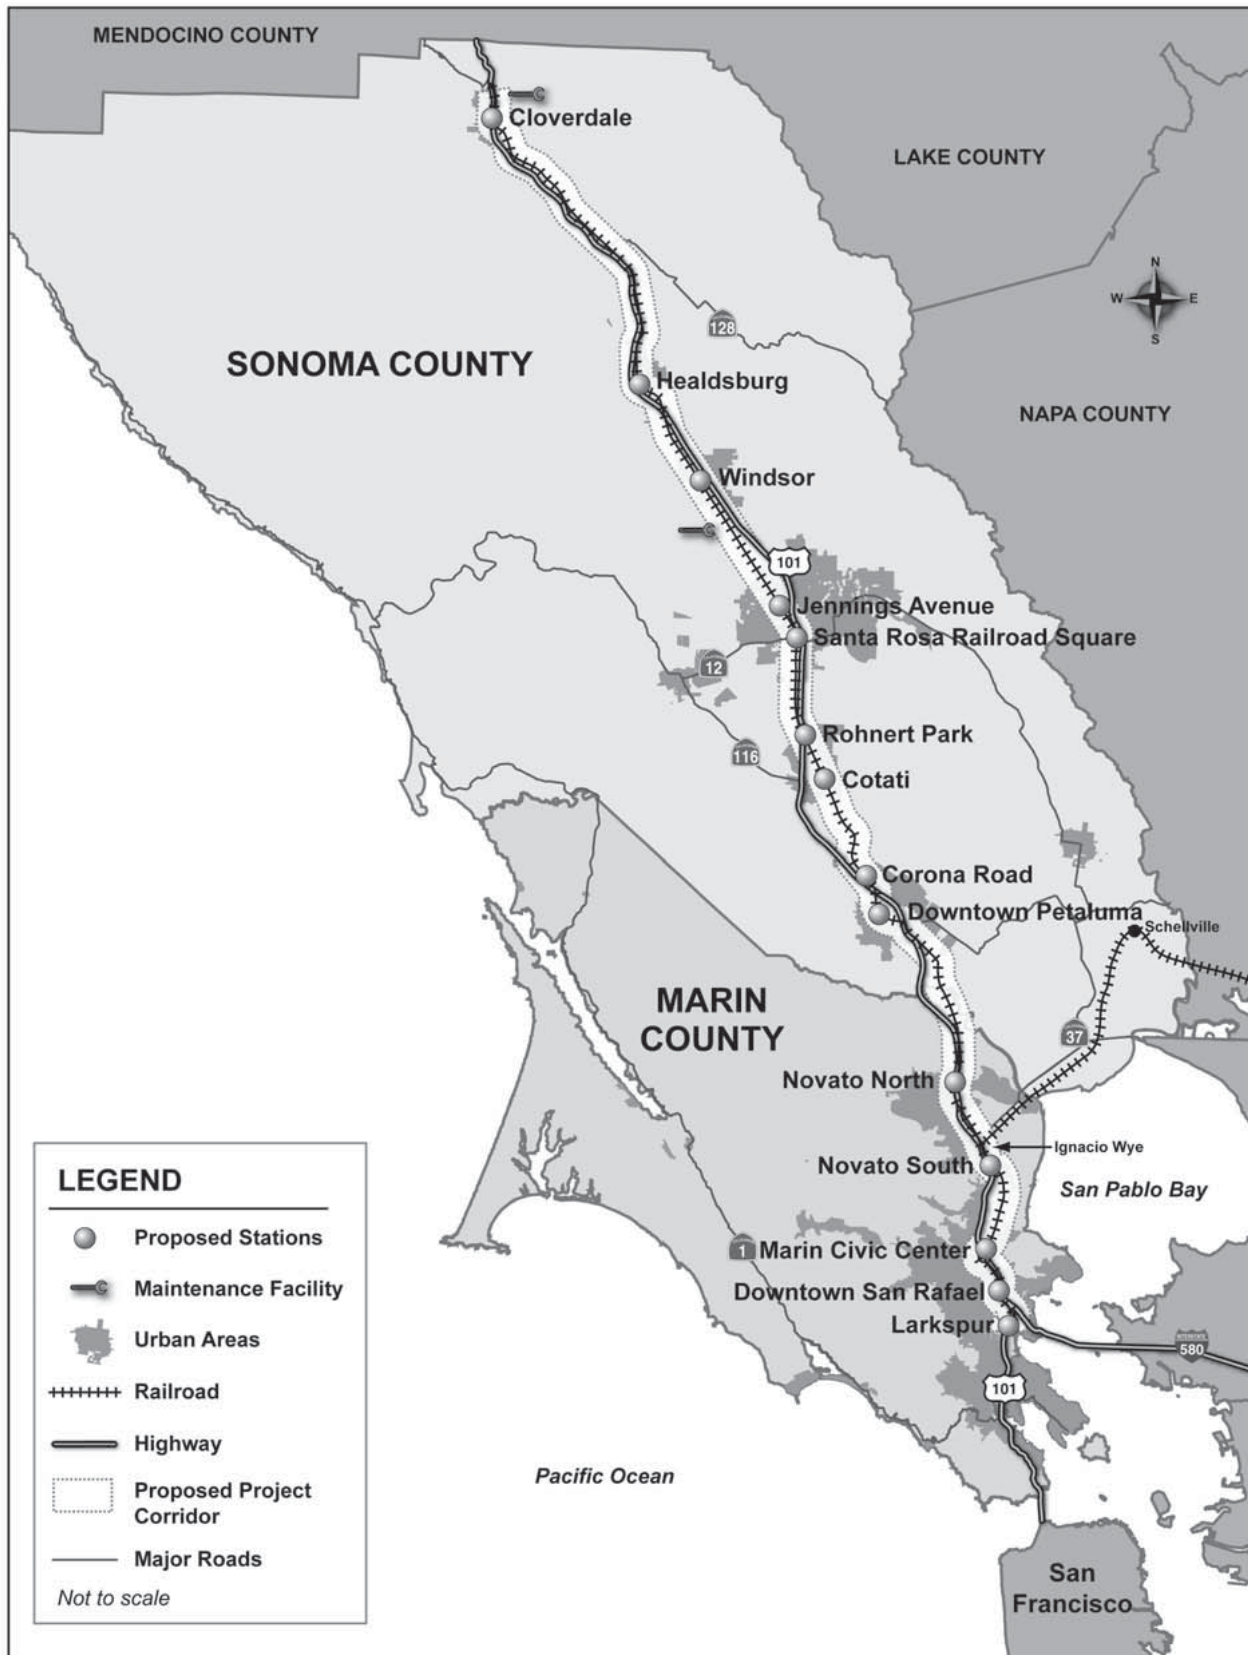 MENDOCINO COUNTY
Cloverdale
LAKE COUNTY
N
W
E
S
128
SONOMA COUNTY
Healdsburg
NAPA COUNTY
Windsor
101
Jennings Avenue
Santa Rosa Railroad Square
12
Rohnert Park
116
Cotati
Corona Road
Downtown Petaluma
Schellville
MARIN
COUNTY
37
Novato North
Ignacio Wye
Novato South
San Pablo Bay
1
Marin Civic Center
Downtown San Rafael
Larkspur
INTERSTATE
580
101
Pacific Ocean
San
Francisco
LEGEND
Proposed Stations
Maintenance Facility
Urban Areas
Railroad
Highway
Proposed Project
Corridor
Major Roads
Not to scale